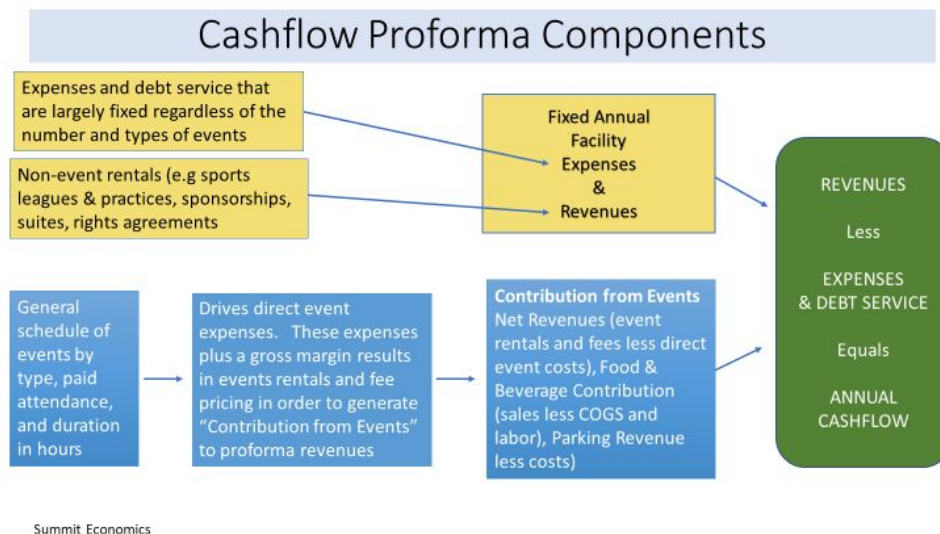 Cashflow Proforma Components
Expenses and debt service that
are largely fixed regardless of the
number and types of events
Non-event rentals (e.g sports
leagues & practices, sponsorships,
suites, rights agreements
Fixed Annual
Facility
Expenses
&
Revenues
General
schedule of
events by
type, paid
attendance,
and duration
in hours
Drives direct event
expenses. These expenses
plus a gross margin results
in events rentals and fee
pricing in order to generate
“Contribution from Events”
to proforma revenues
Contribution from Events
Net Revenues (event
rentals and fees less direct
event costs), Food &
Beverage Contribution
(sales less COGS and
labor), Parking Revenue
less costs)
REVENUES
Less
EXPENSES
& DEBT SERVICE
Equals
ANNUAL
CASHFLOW
Summit Economics